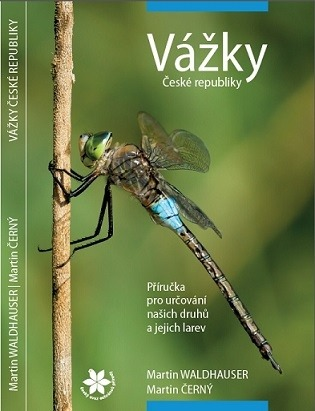 VÁŽKY ČESKÉ REPUBLIKY
Martin WALDHAUSER | Martin ČERNÝ
Vážky
České republiky
Příručka
pro určování
našich druhů
a jejich larev
Martin WALDHAUSER
Martin ČERNÝ